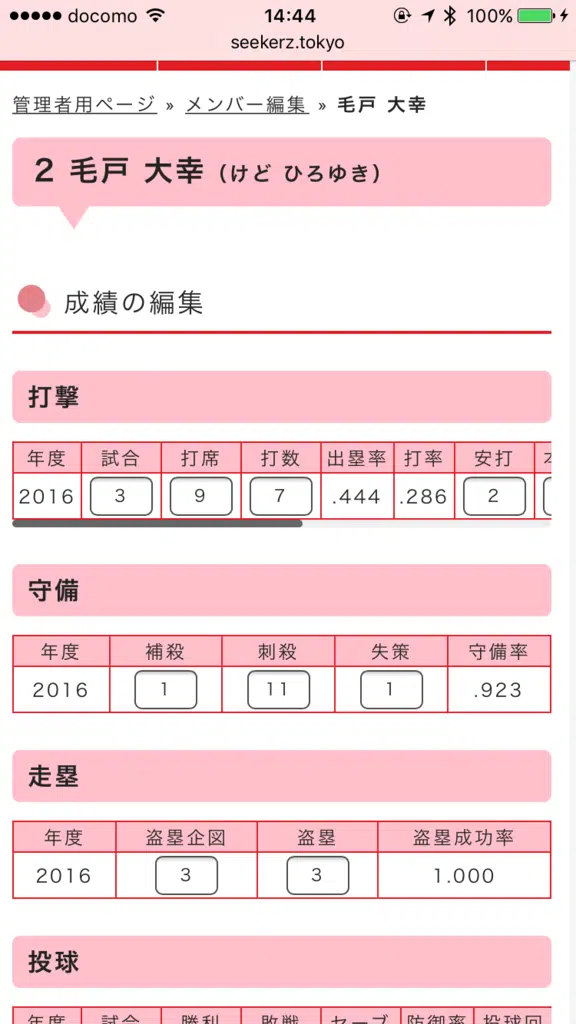 docomo 14:44 100%
seekerz.tokyo
管理者用ページ » メンバー編集 » 毛戸 大幸
2 毛戸 大幸 (けど ひろゆき)
成績の編集
打撃
年度 試合 打席 打数 出塁率 打率 安打
2016 3 9 7 .444 .286 2
守備
年度 補殺 刺殺 失策 守備率
2016 1 11 1 .923
走塁
年度 盗塁企図 盗塁 盗塁成功率
2016 3 3 1.000
投球
年度 試合 勝利 敗戦 セーブ 防御率 投球回